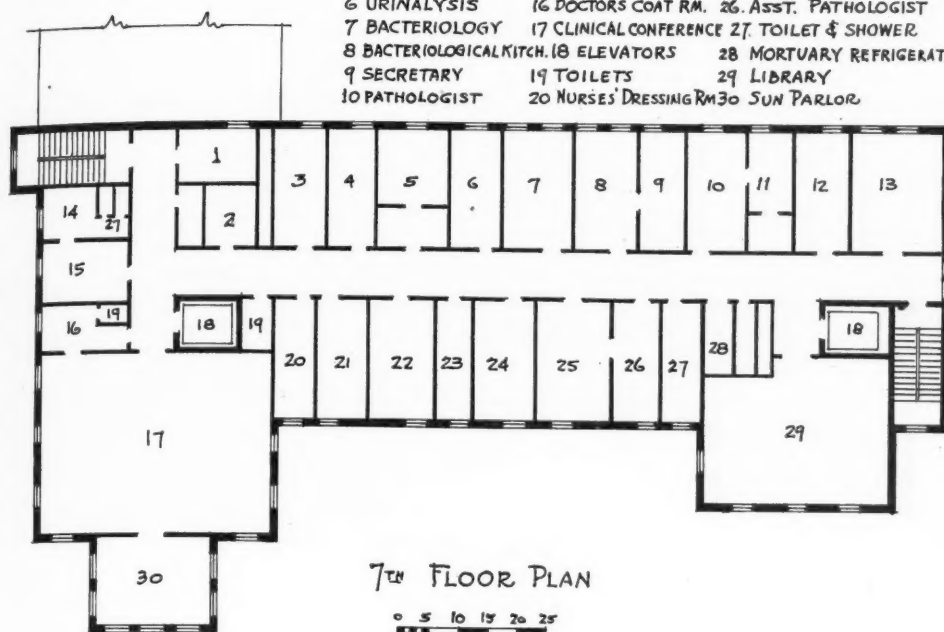 6 URINALYSIS 16 DOCTORS COAT RM. 26. ASST. PATHOLOGIST
7 BACTERIOLOGY 17 CLINICAL CONFERENCE 27. TOILET & SHOWER
8 BACTERIOLOGICAL KITCH. 18 ELEVATORS 28 MORTUARY REFRIGERAT
9 SECRETARY 19 TOILETS 29 LIBRARY
10 PATHOLOGIST 20 NURSES' DRESSING RM 30 SUN PARLOR
1
3 4 5 6 7 8 9 10 11 12 13
14 27 2
15
16 19 18 19 28 18
20 21 22 23 24 25 26 27
17 29
30
7TH FLOOR PLAN
0 5 10 15 20 25